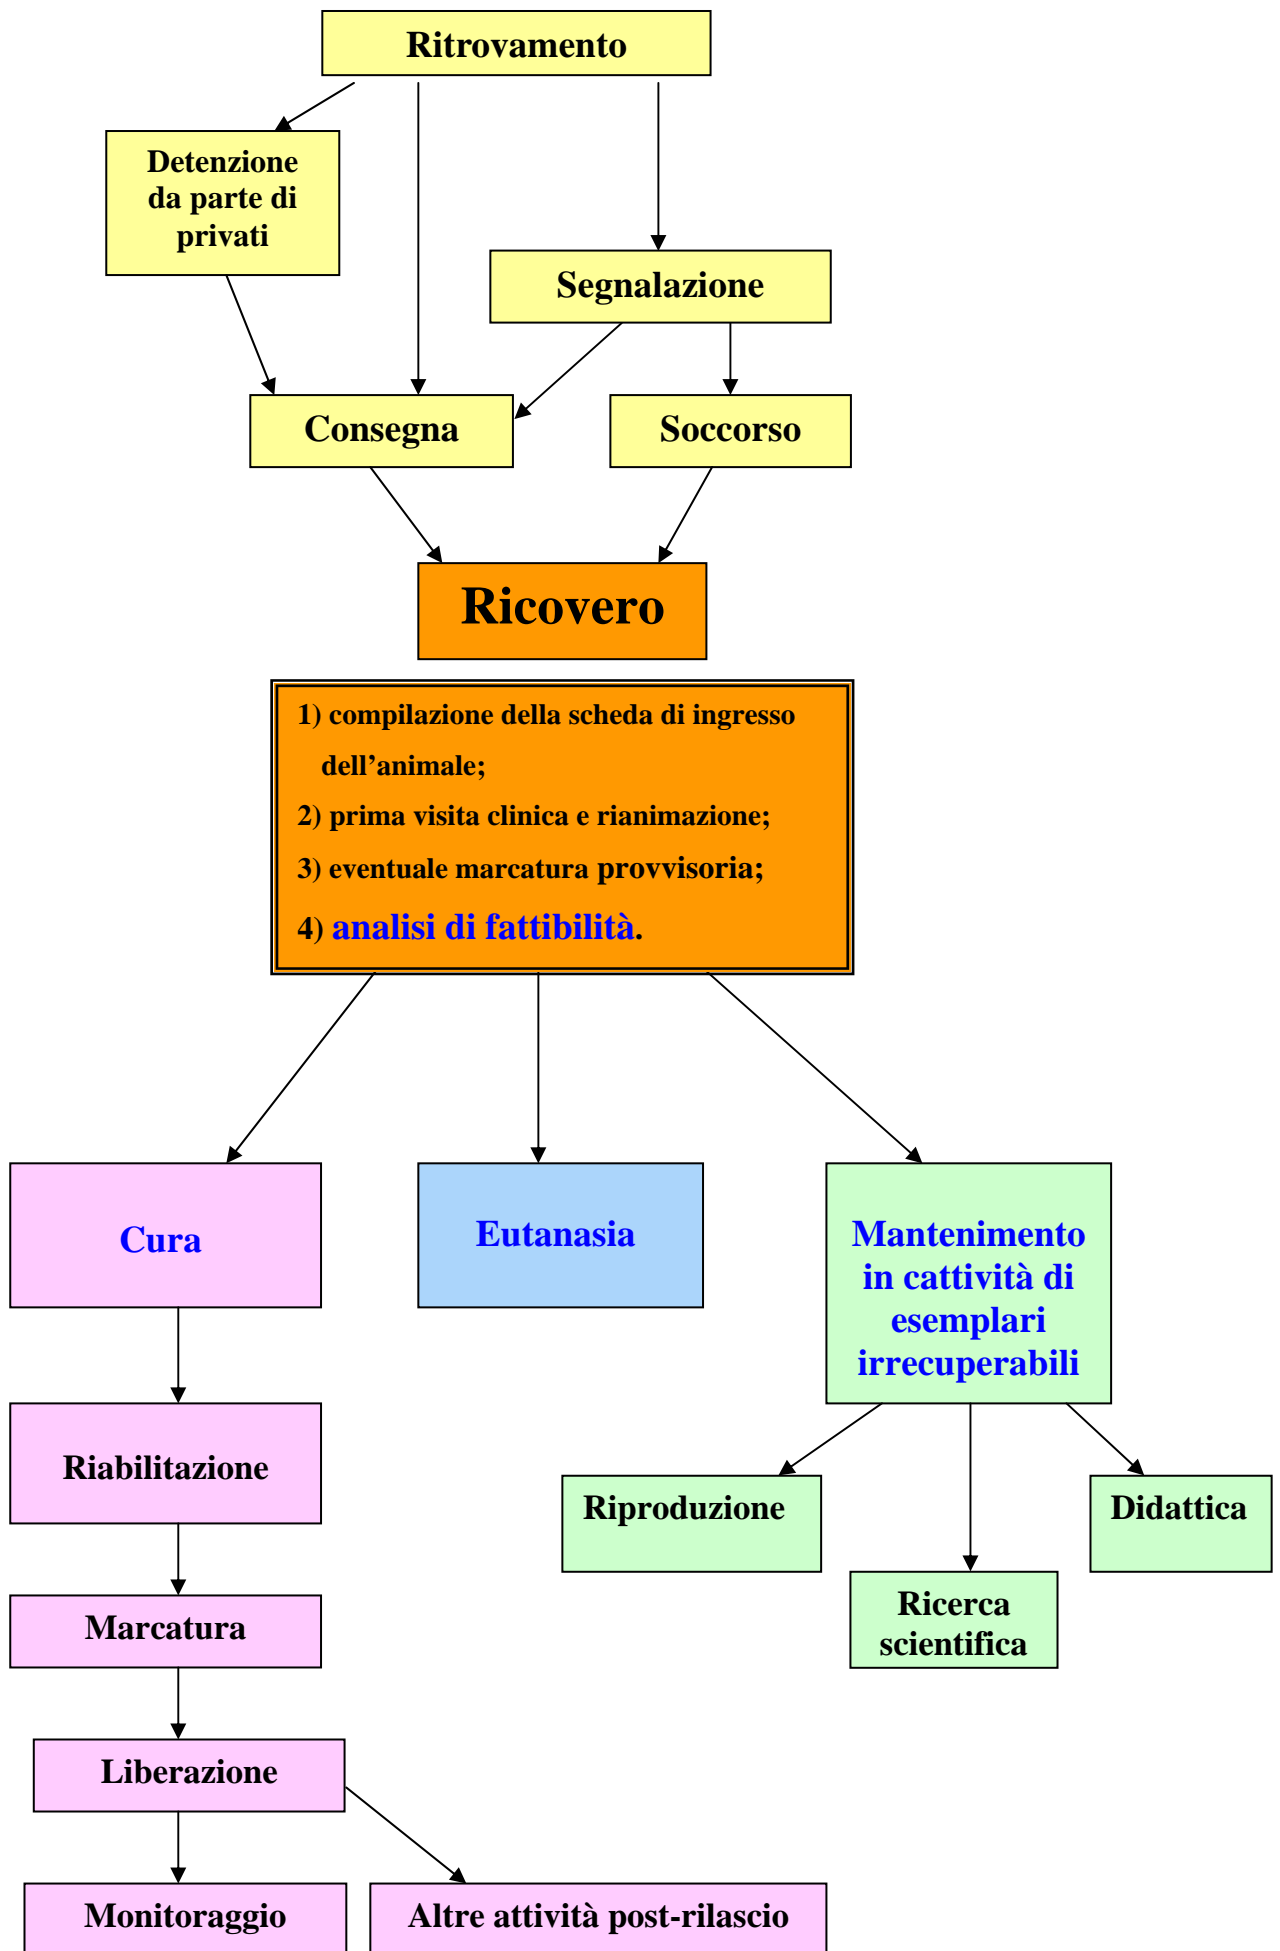 Ritrovamento
Detenzione
da parte di
privati
Segnalazione
Consegna
Soccorso
Ricovero
1) compilazione della scheda di ingresso
dell’animale;
2) prima visita clinica e rianimazione;
3) eventuale marcatura provvisoria;
4) analisi di fattibilità.
Cura
Eutanasia
Mantenimento
in cattività di
esemplari
irrecuperabili
Riabilitazione
Riproduzione
Didattica
Ricerca
scientifica
Marcatura
Liberazione
Monitoraggio
Altre attività post-rilascio